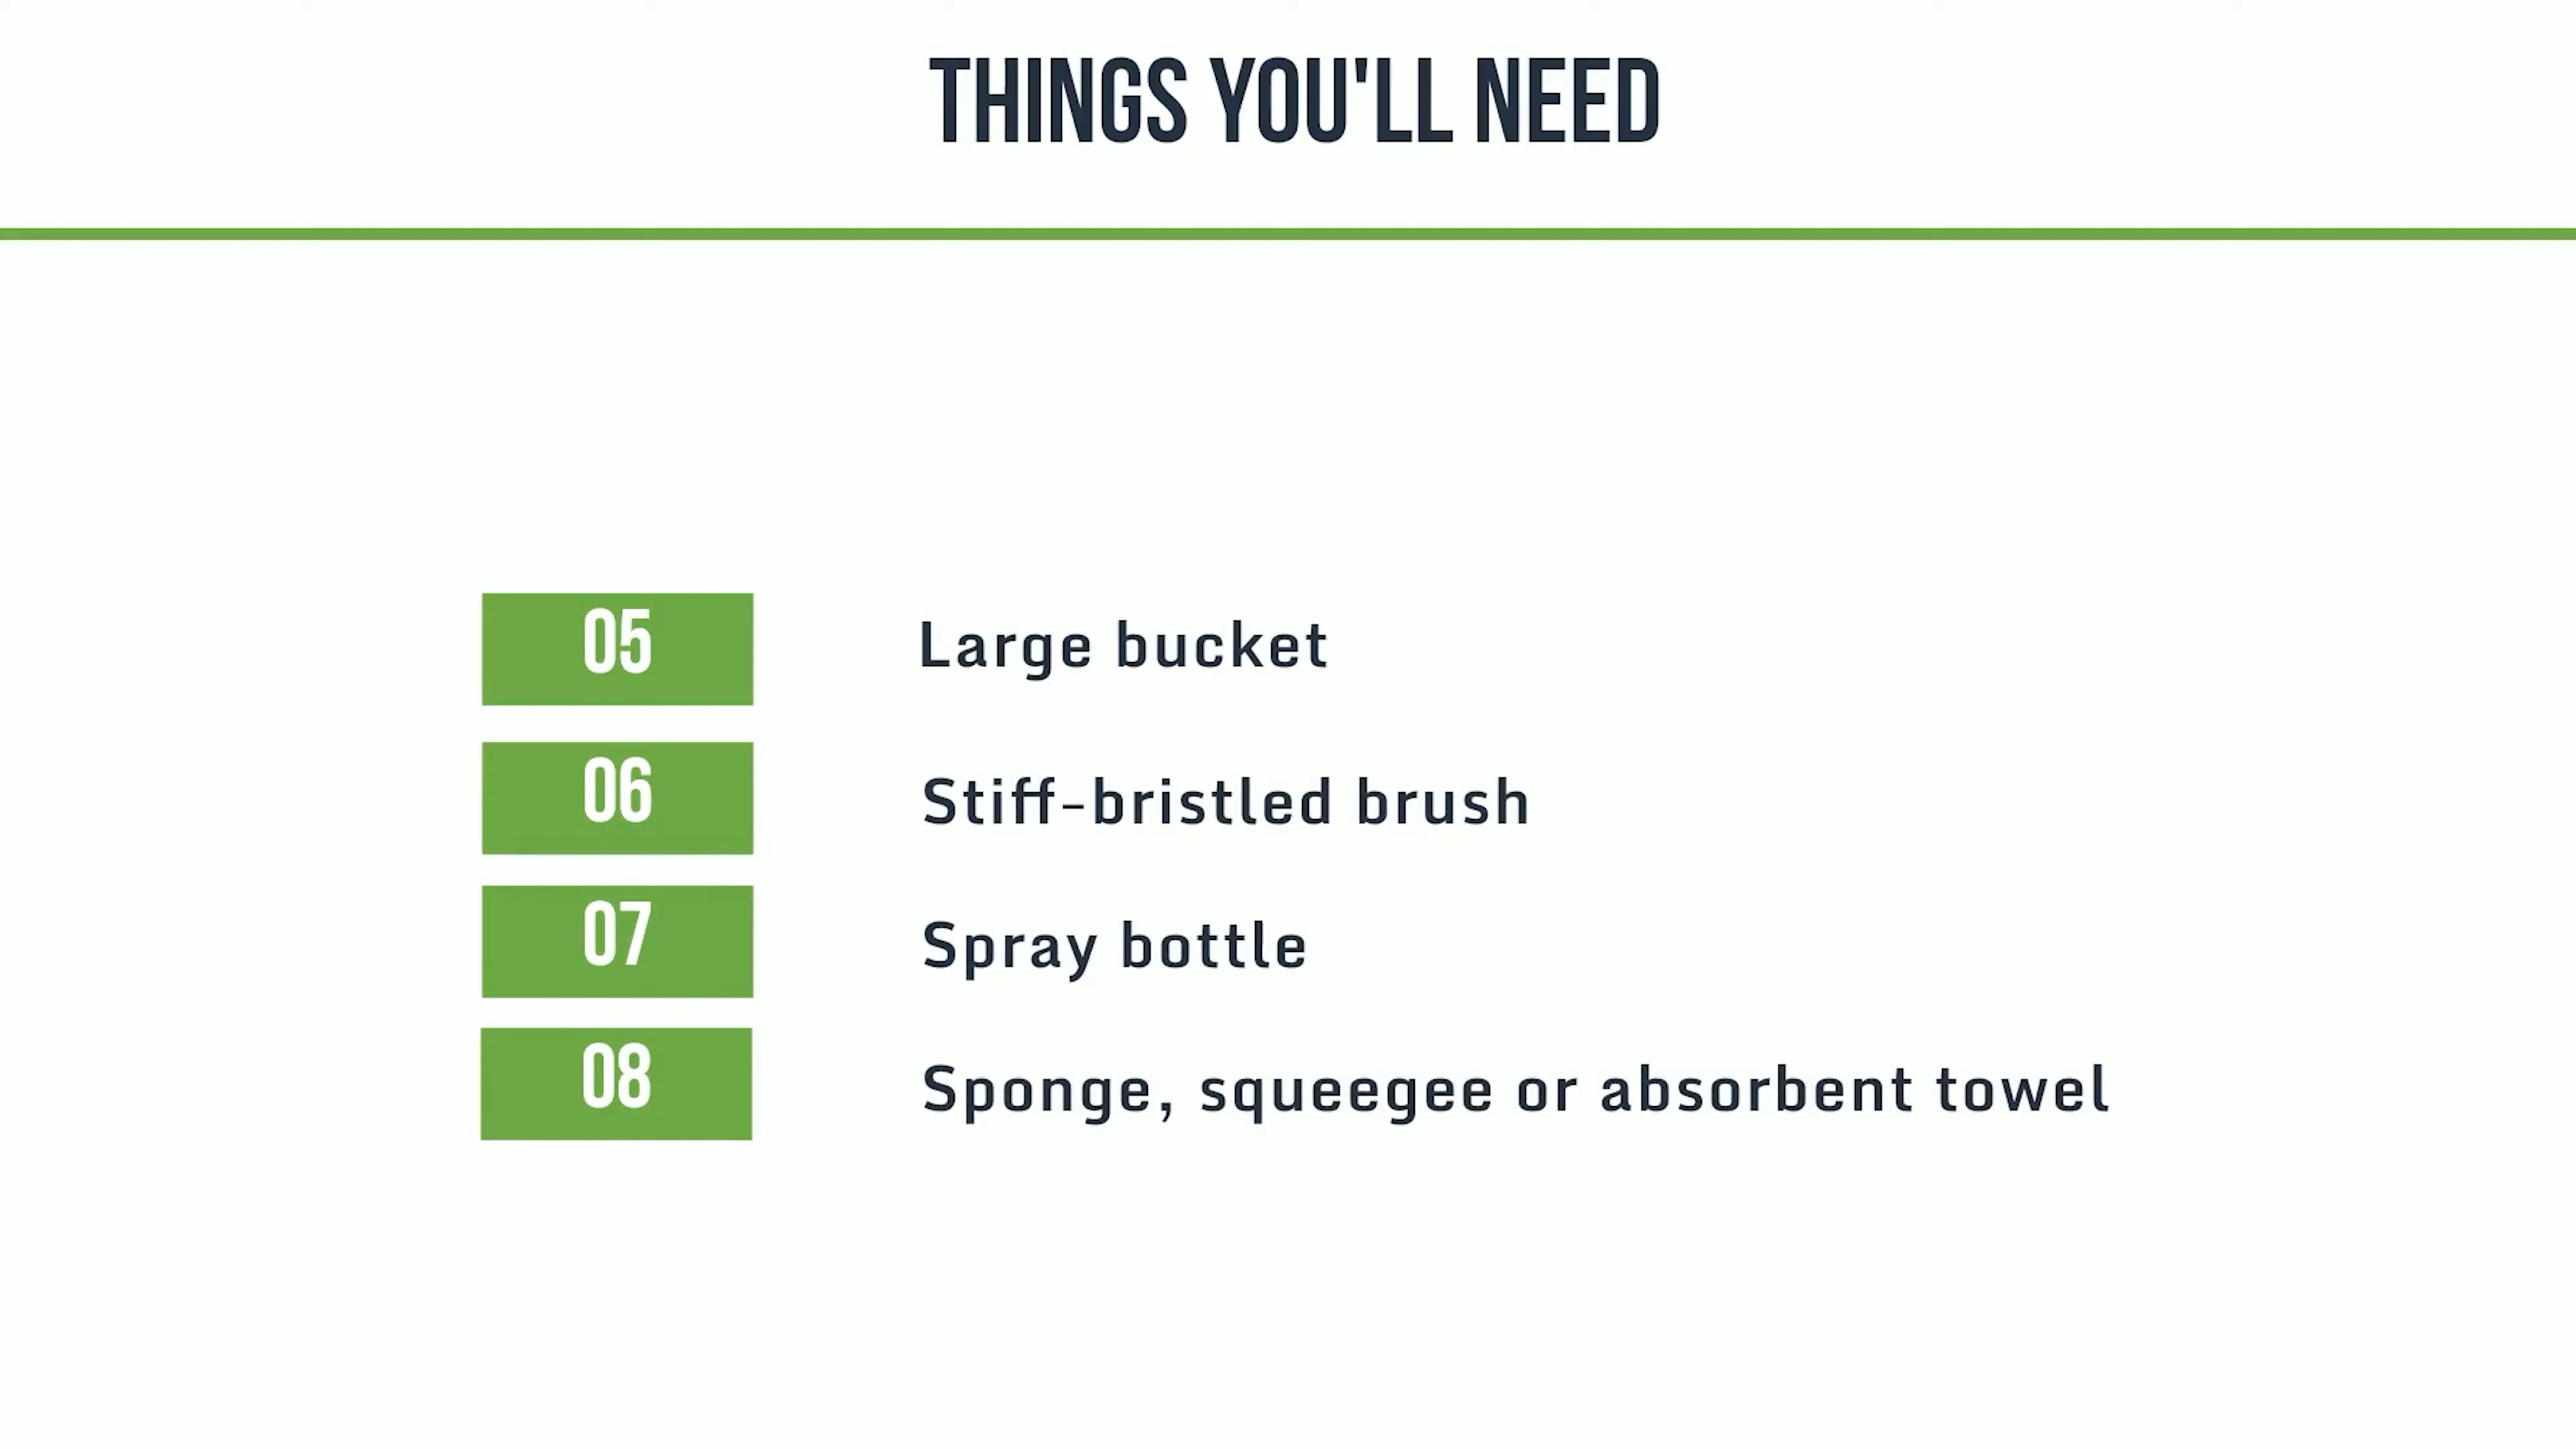 THINGS YOU'LL NEED
05 Large bucket
06 Stiff-bristled brush
07 Spray bottle
08 Sponge, squeegee or absorbent towel